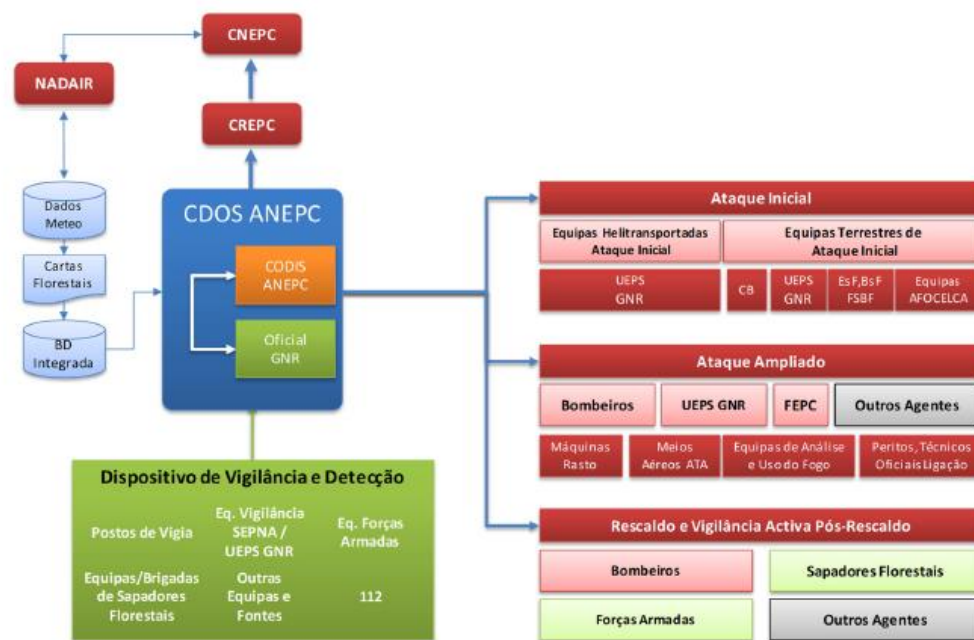 CNEPC
NADAIR
CREPC
Dados
Meteo
Cartas
Florestais
BD
Integrada
CDOS ANEPC
CODIS
ANEPC
Oficial
GNR
Dispositivo de Vigilância e Detecção
Postos de Vigia
Eq. Vigilância
SEPNA /
UEPS GNR
Eq. Forças
Armadas
Equipas/Brigadas
de Sapadores
Florestais
Outras
Equipas e
Fontes
112
Ataque Inicial
Equipas Helitransportadas
Ataque Inicial
Equipas Terrestres de
Ataque Inicial
UEPS
GNR
CB
UEPS
GNR
EsF,BsF
FSBF
Equipas
AFOCELCA
Ataque Ampliado
Bombeiros
UEPS GNR
FEPC
Outros Agentes
Máquinas
Rasto
Meios
Aéreos ATA
Equipas de Análise
e Uso do Fogo
Peritos, Técnicos
Oficiais Ligação
Rescaldo e Vigilância Activa Pós-Rescaldo
Bombeiros
Sapadores Florestais
Forças Armadas
Outros Agentes